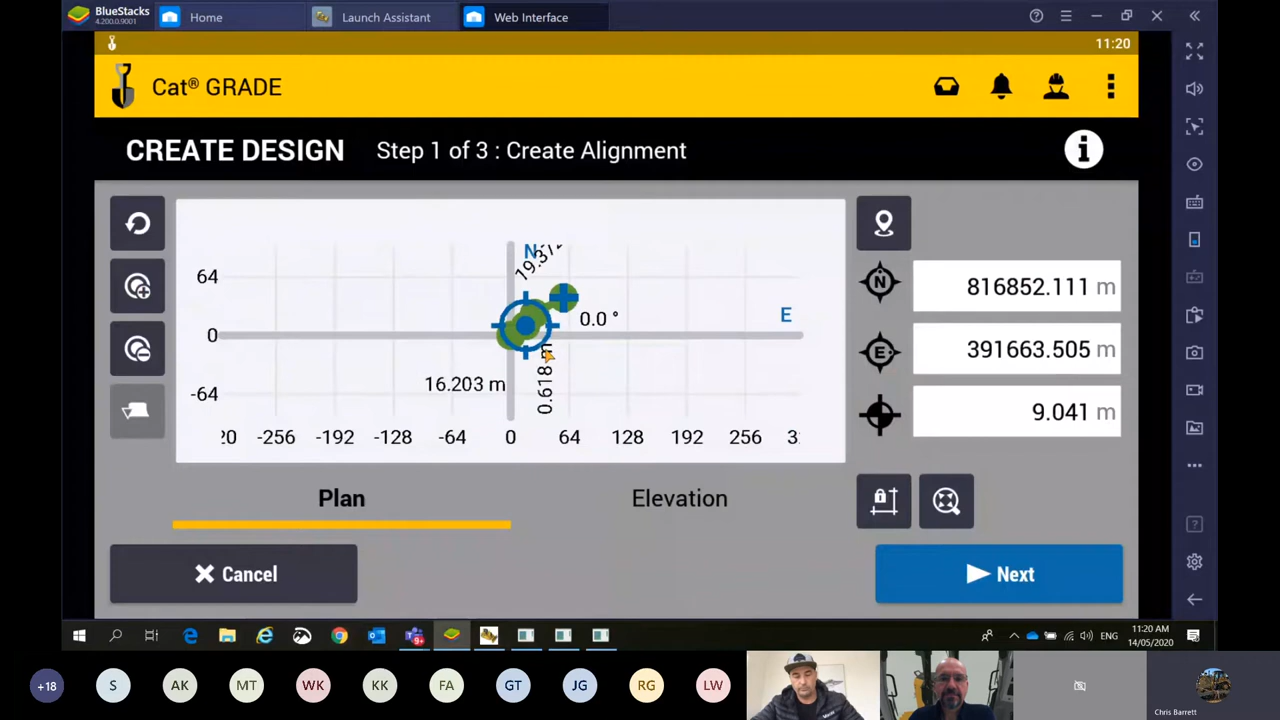 BlueStacks
4.200.0.9001
Home
Launch Assistant
Web Interface
11:20
Cat® GRADE
CREATE DESIGN
Step 1 of 3 : Create Alignment
64
0
-64
N
E
0.0 °
16.203 m
0.618 m
20 -256 -192 -128 -64 0 64 128 192 256
N
816852.111 m
E
391663.505 m
9.041 m
Plan
Elevation
Cancel
Next
ENG
11:20 AM
14/05/2020
+18
S
AK
MT
WK
KK
FA
GT
JG
RG
LW
Chris Barrett